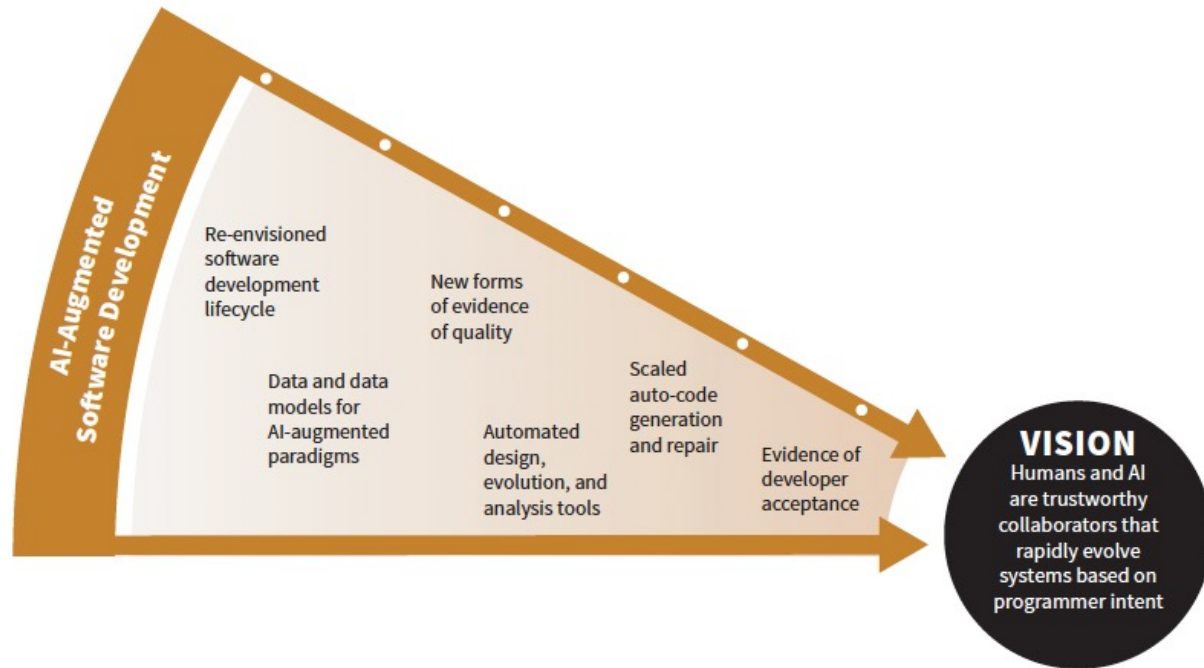 AI-Augmented
Software Development
Re-envisioned
software
development
lifecycle
New forms
of evidence
of quality
Data and data
models for
AI-augmented
paradigms
Automated
design,
evolution, and
analysis tools
Scaled
auto-code
generation
and repair
Evidence of
developer
acceptance
VISION
Humans and AI
are trustworthy
collaborators that
rapidly evolve
systems based on
programmer intent